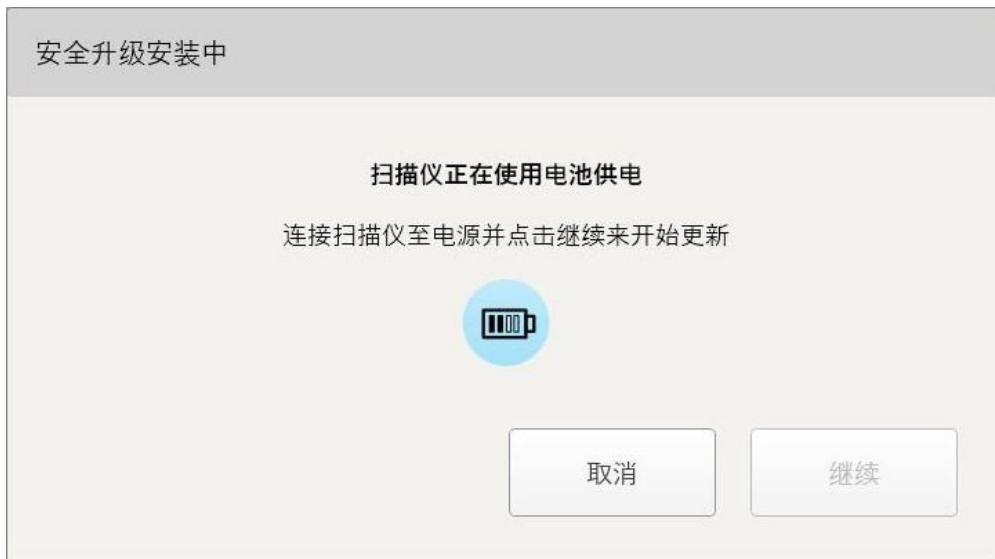 安全升级安装中
扫描仪正在使用电池供电
连接扫描仪至电源并点击继续来开始更新
取消
继续